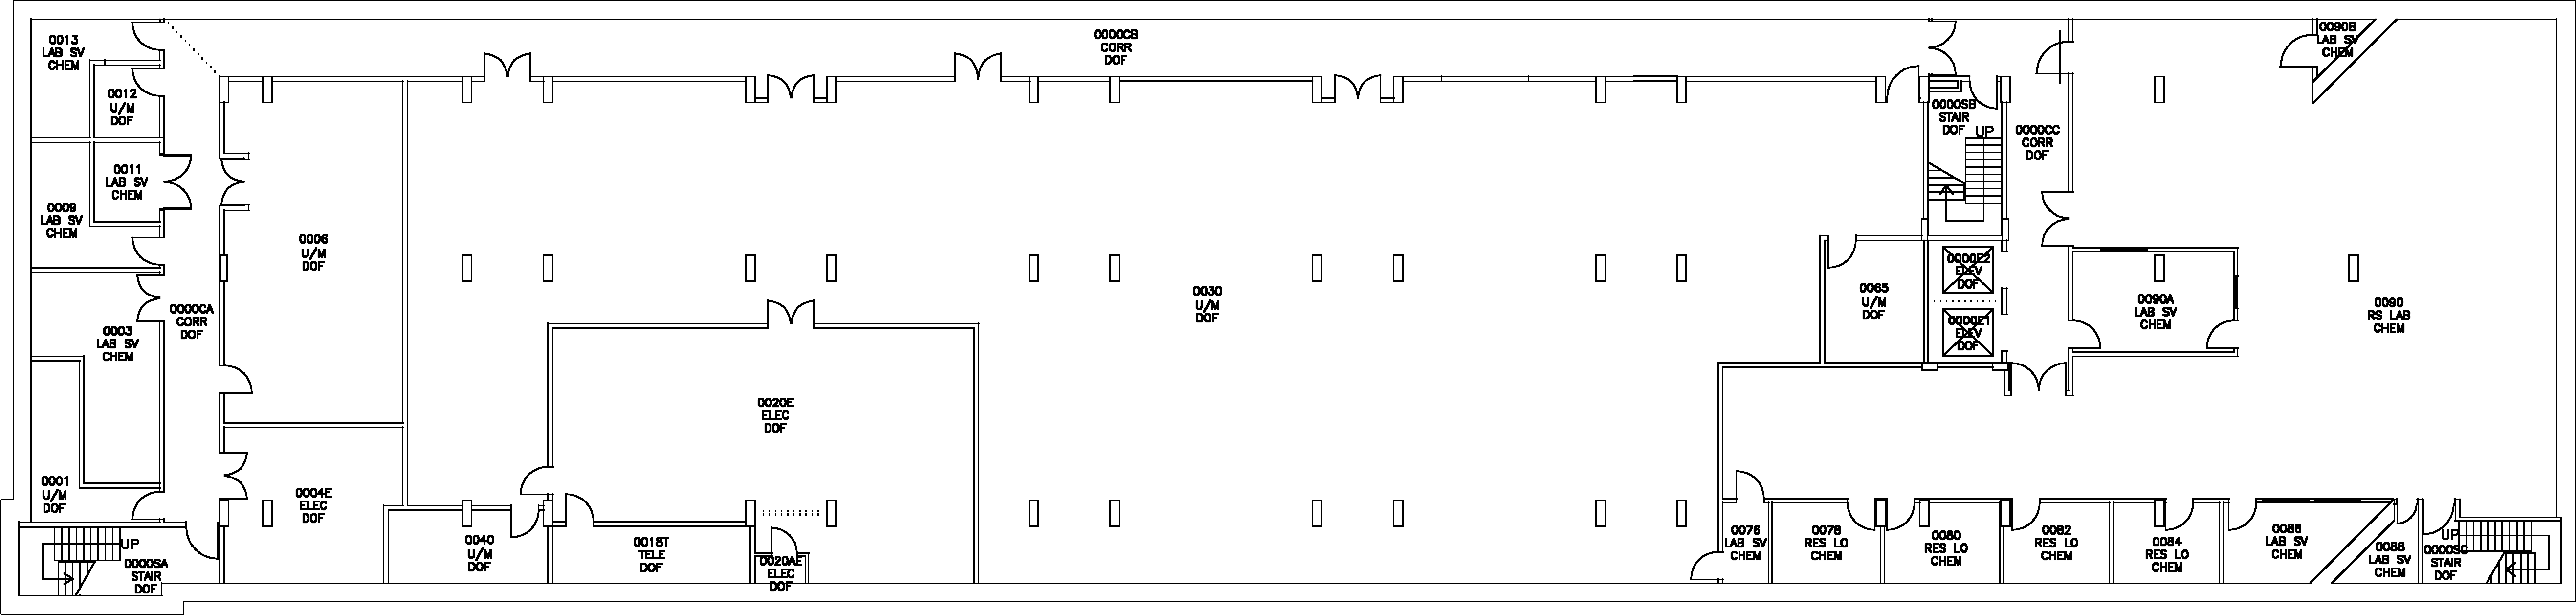 0013
LAB SV
CHEM
0012
U/M
DOF
0011
LAB SV
CHEM
0009
LAB SV
CHEM
0003
LAB SV
CHEM
0001
U/M
DOF
UP
0000SA
STAIR
DOF
0000CA
CORR
DOF
0006
U/M
DOF
0004E
ELEC
DOF
0040
U/M
DOF
0018T
TELE
DOF
0020E
ELEC
DOF
0020AE
ELEC
DOF
0000CB
CORR
DOF
0030
U/M
DOF
0065
U/M
DOF
0000SB
STAIR
DOF
UP
0000E2
ELEV
DOF
0000E1
ELEV
DOF
0000CC
CORR
DOF
0090B
LAB SV
CHEM
0090A
LAB SV
CHEM
0090
RS LAB
CHEM
0076
LAB SV
CHEM
0078
RES LO
CHEM
0080
RES LO
CHEM
0082
RES LO
CHEM
0084
RES LO
CHEM
0086
LAB SV
CHEM
0088
LAB SV
CHEM
UP
0000SC
STAIR
DOF